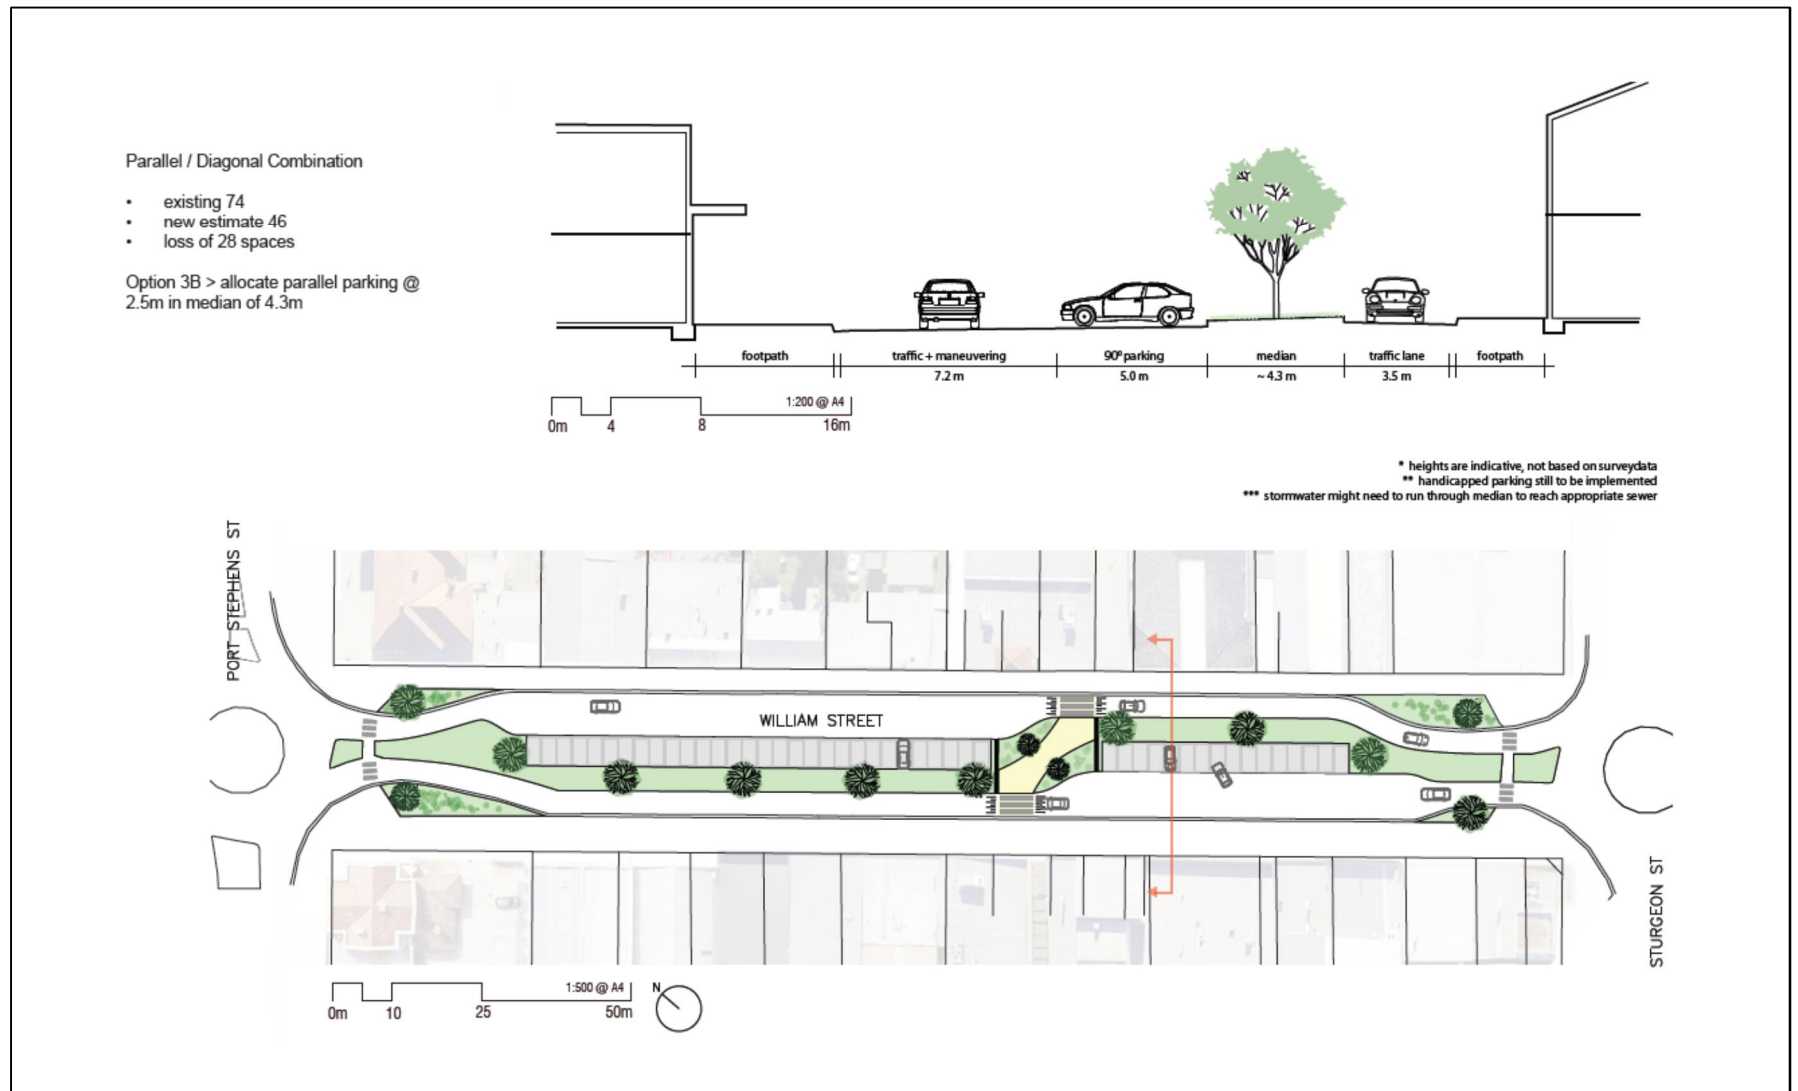 Parallel / Diagonal Combination
• existing 74
• new estimate 46
• loss of 28 spaces
Option 3B > allocate parallel parking @
2.5m in median of 4.3m
footpath
traffic + maneuvering
90º parking
median
traffic lane
footpath
7.2 m
5.0 m
~ 4.3 m
3.5 m
1:200 @ A4
0m 4 8 16m
* heights are indicative, not based on surveydata
** handicapped parking still to be implemented
*** stormwater might need to run through median to reach appropriate sewer
PORT STEPHENS ST
WILLIAM STREET
STURGEON ST
1:500 @ A4
0m 10 25 50m
N